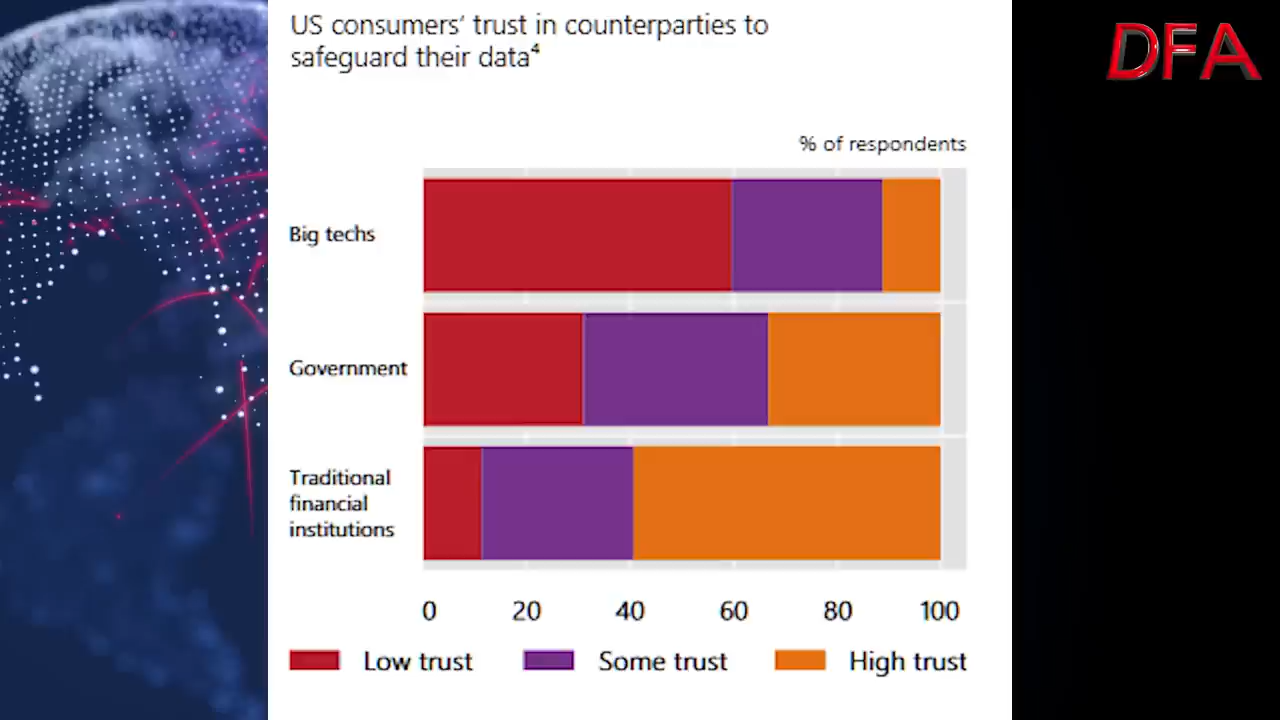 US consumers’ trust in counterparties to
safeguard their data⁴
DFA
% of respondents
Big techs
Government
Traditional
financial
institutions
0 20 40 60 80 100
Low trust Some trust High trust